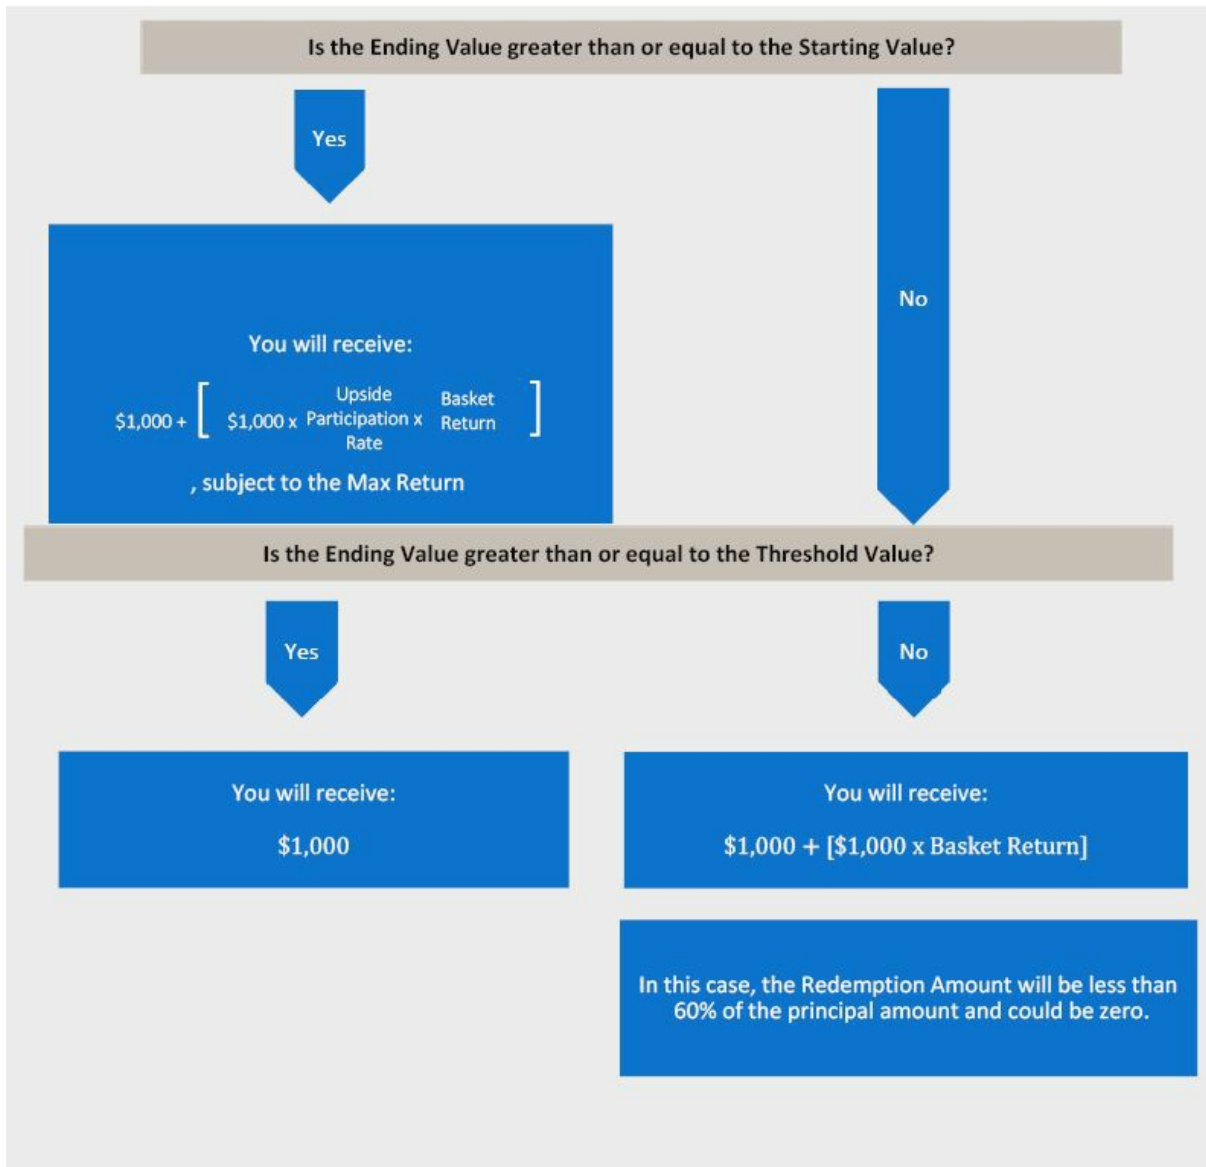 Is the Ending Value greater than or equal to the Starting Value?
Yes
No
You will receive:
$1,000 + [ $1,000 x Upside Participation x Rate Basket Return ]
, subject to the Max Return
Is the Ending Value greater than or equal to the Threshold Value?
Yes
No
You will receive:
$1,000
You will receive:
$1,000 + [$1,000 x Basket Return]
In this case, the Redemption Amount will be less than
60% of the principal amount and could be zero.